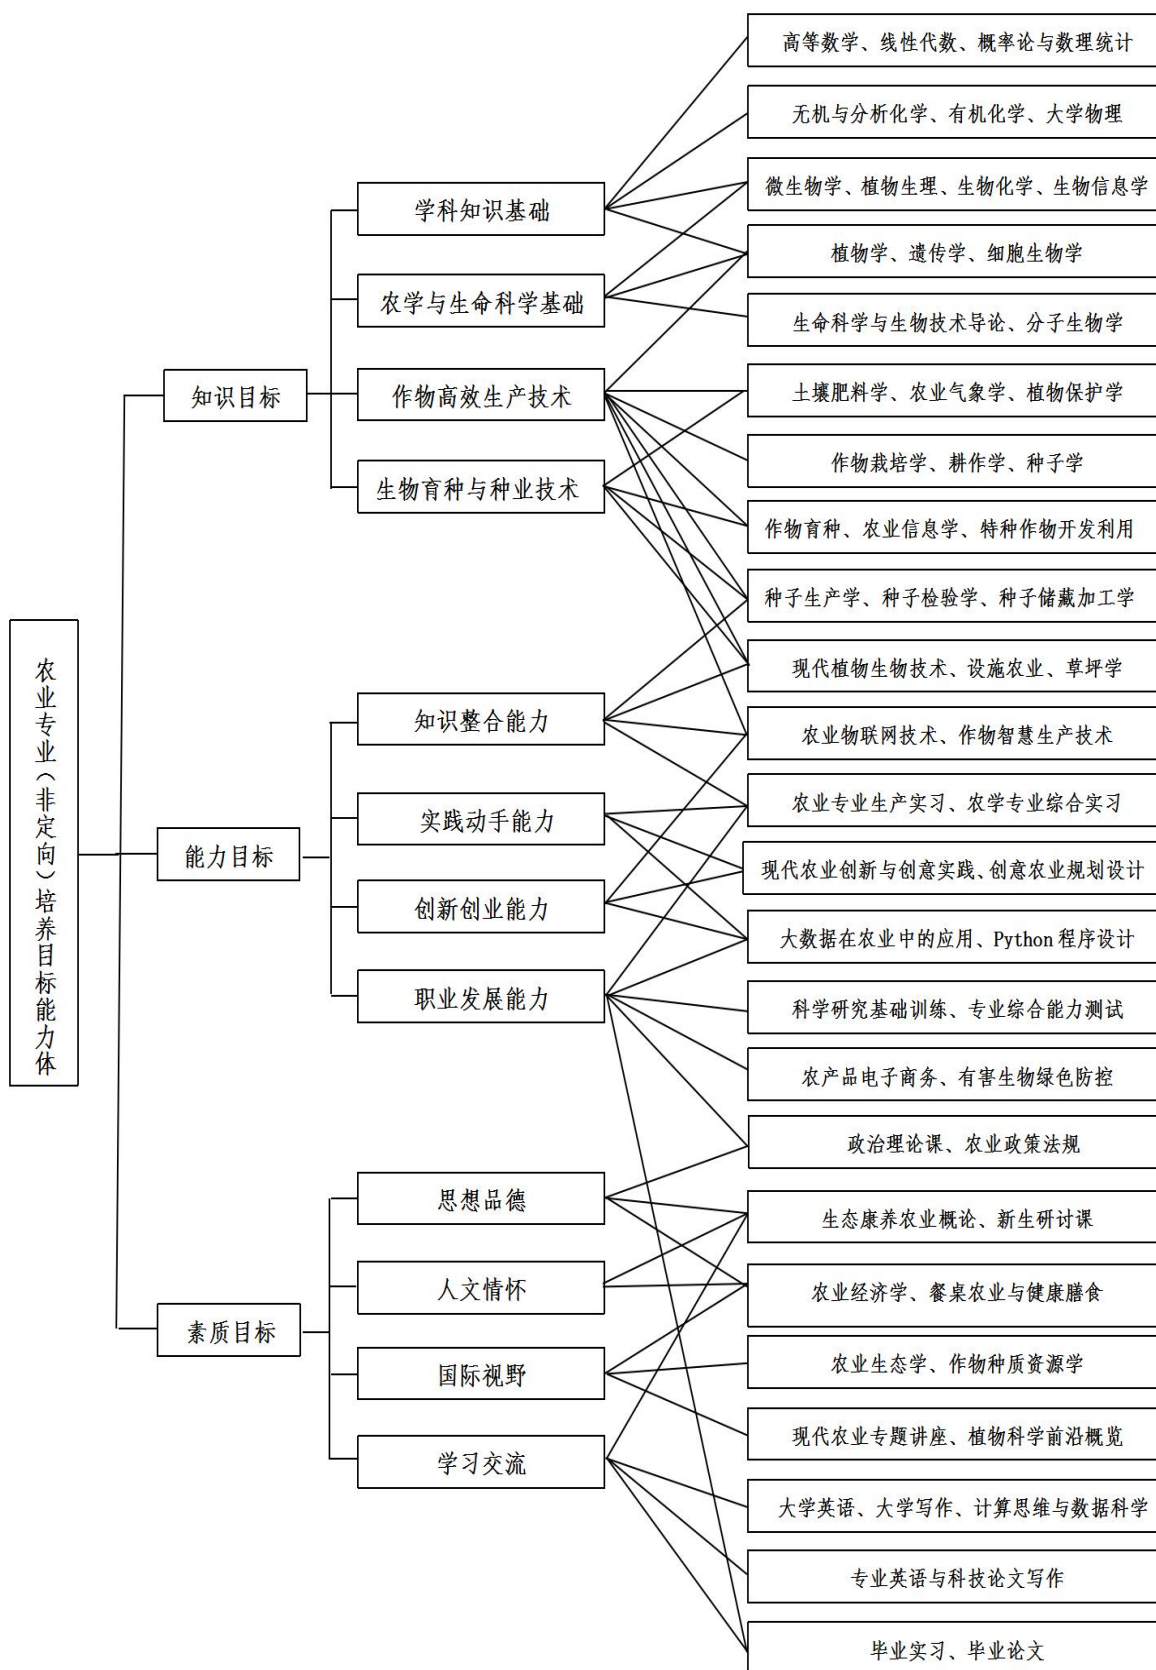 农业专业（非定向）培养目标能力体
知识目标
能力目标
素质目标
学科知识基础
农学与生命科学基础
作物高效生产技术
生物育种与种业技术
知识整合能力
实践动手能力
创新创业能力
职业发展能力
思想品德
人文情怀
国际视野
学习交流
高等数学、线性代数、概率论与数理统计
无机与分析化学、有机化学、大学物理
微生物学、植物生理、生物化学、生物信息学
植物学、遗传学、细胞生物学
生命科学与生物技术导论、分子生物学
土壤肥料学、农业气象学、植物保护学
作物栽培学、耕作学、种子学
作物育种、农业信息学、特种作物开发利用
种子生产学、种子检验学、种子储藏加工学
现代植物生物技术、设施农业、草坪学
农业物联网技术、作物智慧生产技术
农业专业生产实习、农学专业综合实习
现代农业创新与创意实践、创意农业规划设计
大数据在农业中的应用、Python 程序设计
科学研究基础训练、专业综合能力测试
农产品电子商务、有害生物绿色防控
政治理论课、农业政策法规
生态康养农业概论、新生研讨课
农业经济学、餐桌农业与健康膳食
农业生态学、作物种质资源学
现代农业专题讲座、植物科学前沿概览
大学英语、大学写作、计算思维与数据科学
专业英语与科技论文写作
毕业实习、毕业论文